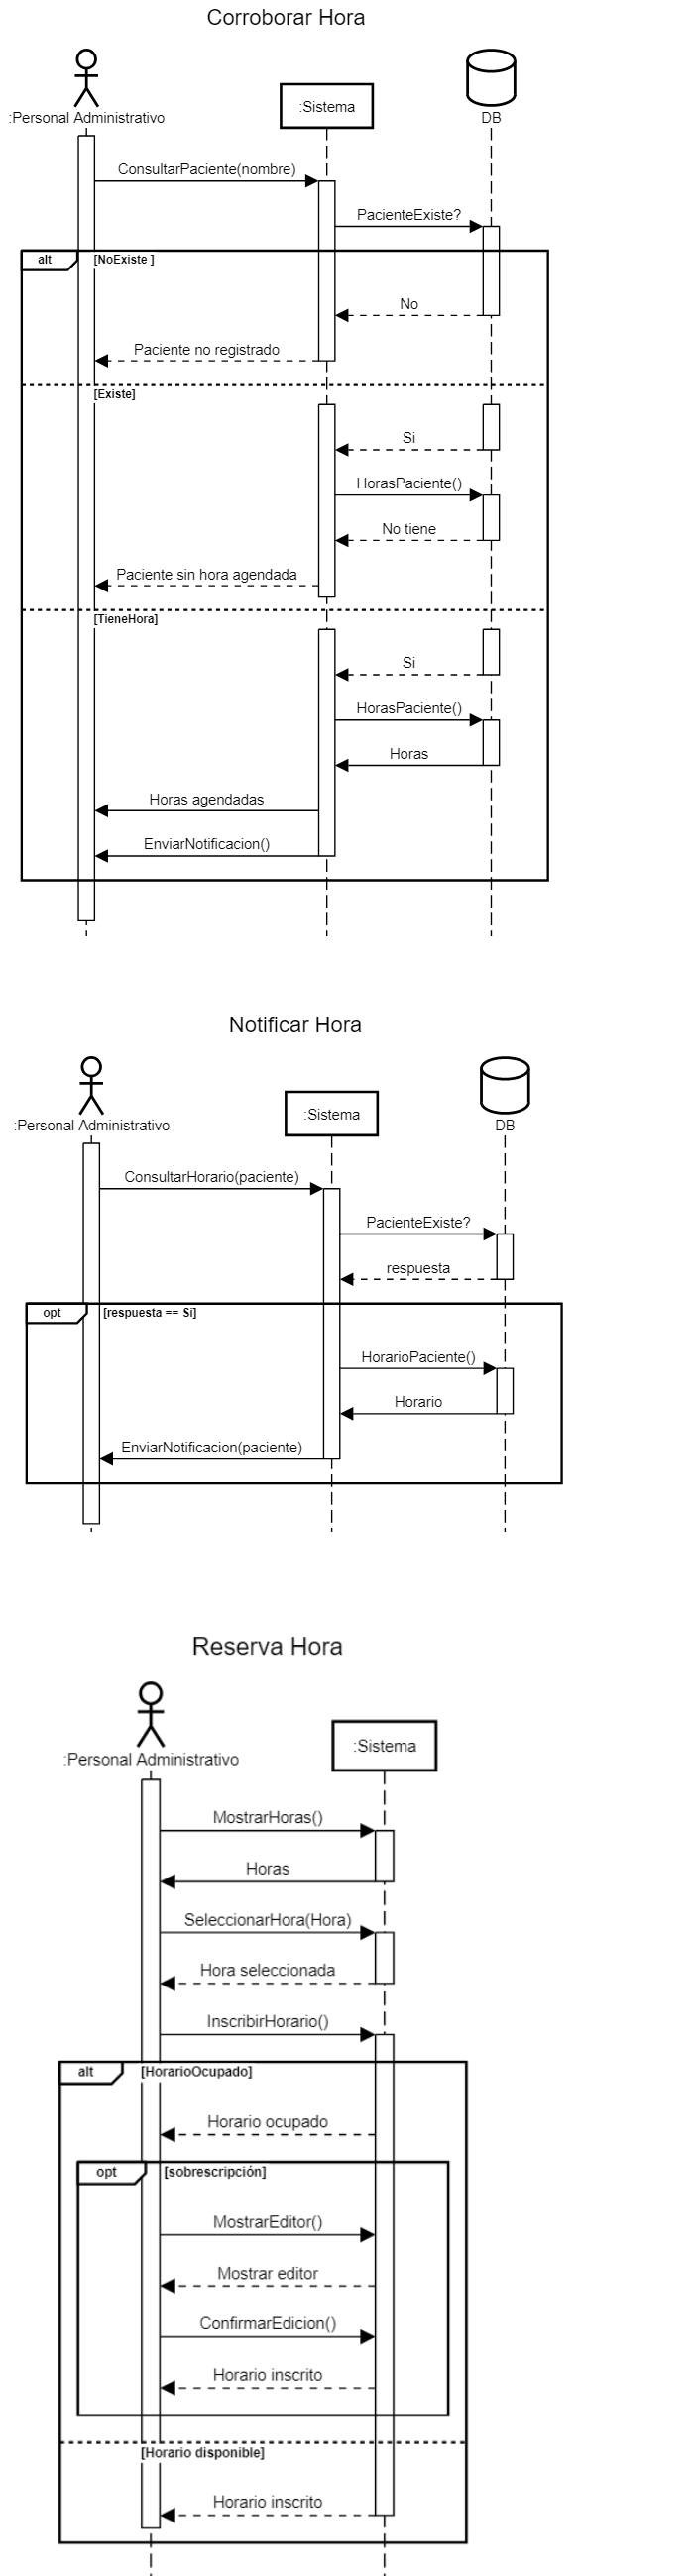 Corroborar Hora
:Personal Administrativo
:Sistema
DB
ConsultarPaciente(nombre)
PacienteExiste?
alt
[NoExiste ]
No
Paciente no registrado
[Existe]
Si
HorasPaciente()
No tiene
Paciente sin hora agendada
[TieneHora]
Si
HorasPaciente()
Horas
Horas agendadas
EnviarNotificacion()
Notificar Hora
:Personal Administrativo
:Sistema
DB
ConsultarHorario(paciente)
PacienteExiste?
respuesta
opt
[respuesta == Si]
HorarioPaciente()
Horario
EnviarNotificacion(paciente)
Reserva Hora
:Personal Administrativo
:Sistema
MostrarHoras()
Horas
SeleccionarHora(Hora)
Hora seleccionada
InscribirHorario()
alt
[HorarioOcupado]
Horario ocupado
opt
[sobrescripción]
MostrarEditor()
Mostrar editor
ConfirmarEdicion()
Horario inscrito
[Horario disponible]
Horario inscrito